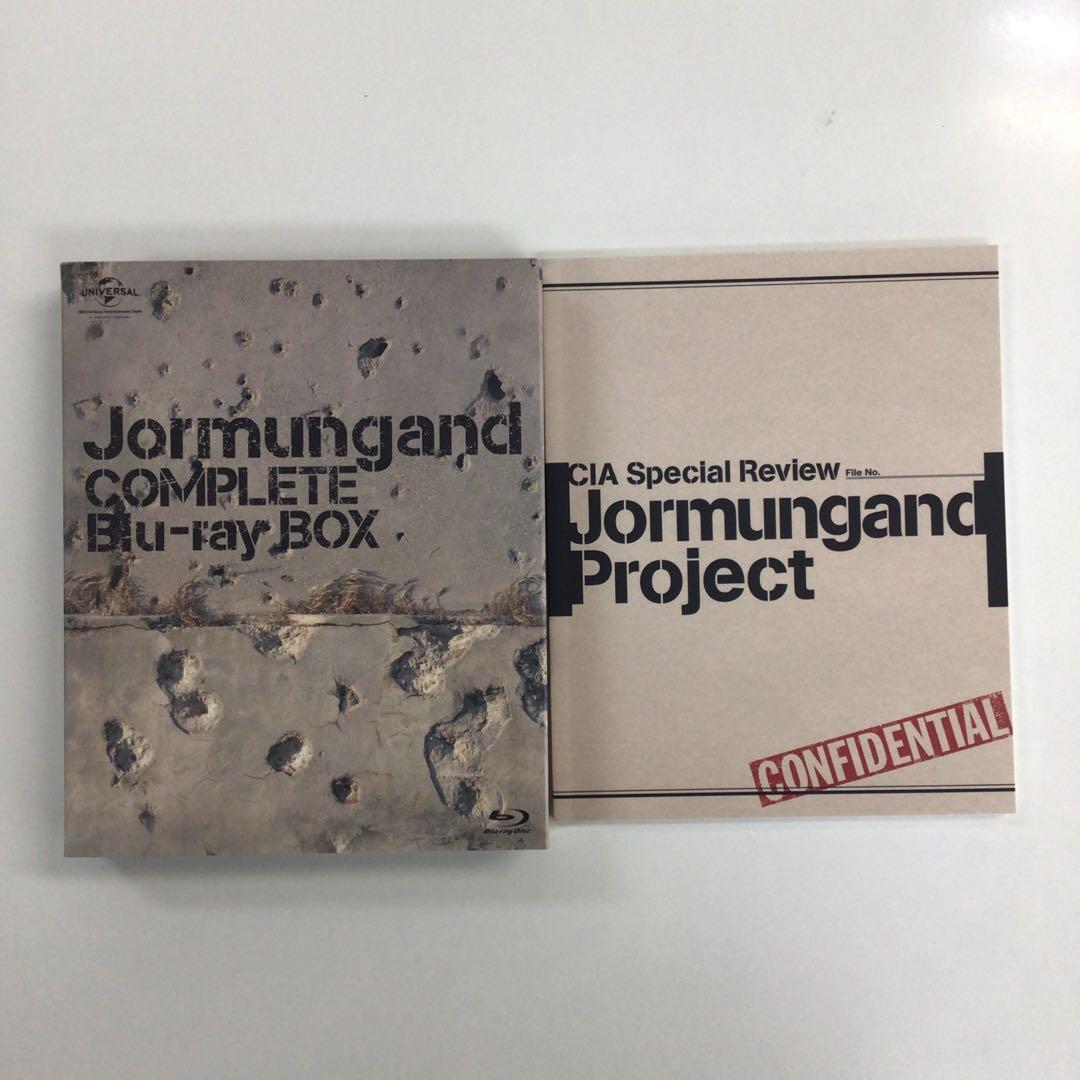 UNIVERSAL
Jormungand
COMPLETE
Blu-ray BOX
Blu-ray Disc
CIA Special Review File No.
Jormungand
Project
CONFIDENTIAL